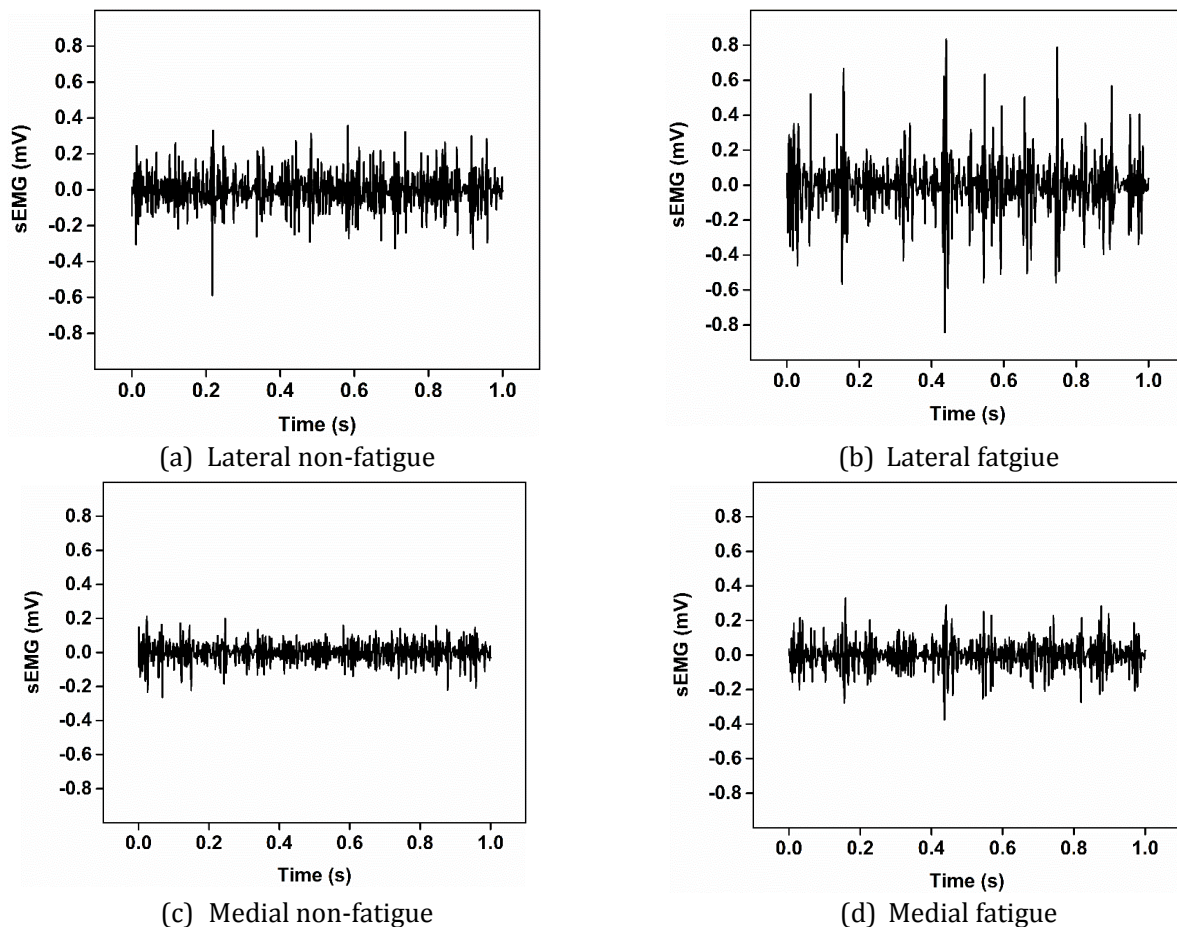 0.8
0.6
0.4
0.2
0.0
-0.2
-0.4
-0.6
-0.8
sEMG (mV)
0.0 0.2 0.4 0.6 0.8 1.0
Time (s)
(a) Lateral non-fatigue
0.8
0.6
0.4
0.2
0.0
-0.2
-0.4
-0.6
-0.8
sEMG (mV)
0.0 0.2 0.4 0.6 0.8 1.0
Time (s)
(b) Lateral fatgiue
0.8
0.6
0.4
0.2
0.0
-0.2
-0.4
-0.6
-0.8
sEMG (mV)
0.0 0.2 0.4 0.6 0.8 1.0
Time (s)
(c) Medial non-fatigue
0.8
0.6
0.4
0.2
0.0
-0.2
-0.4
-0.6
-0.8
sEMG (mV)
0.0 0.2 0.4 0.6 0.8 1.0
Time (s)
(d) Medial fatigue